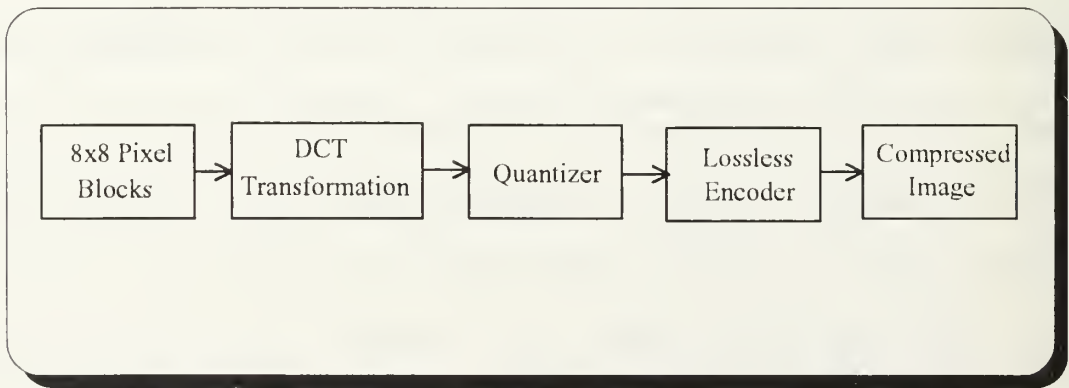 8x8 Pixel
Blocks
DCT
Transformation
Quantizer
Lossless
Encoder
Compressed
Image